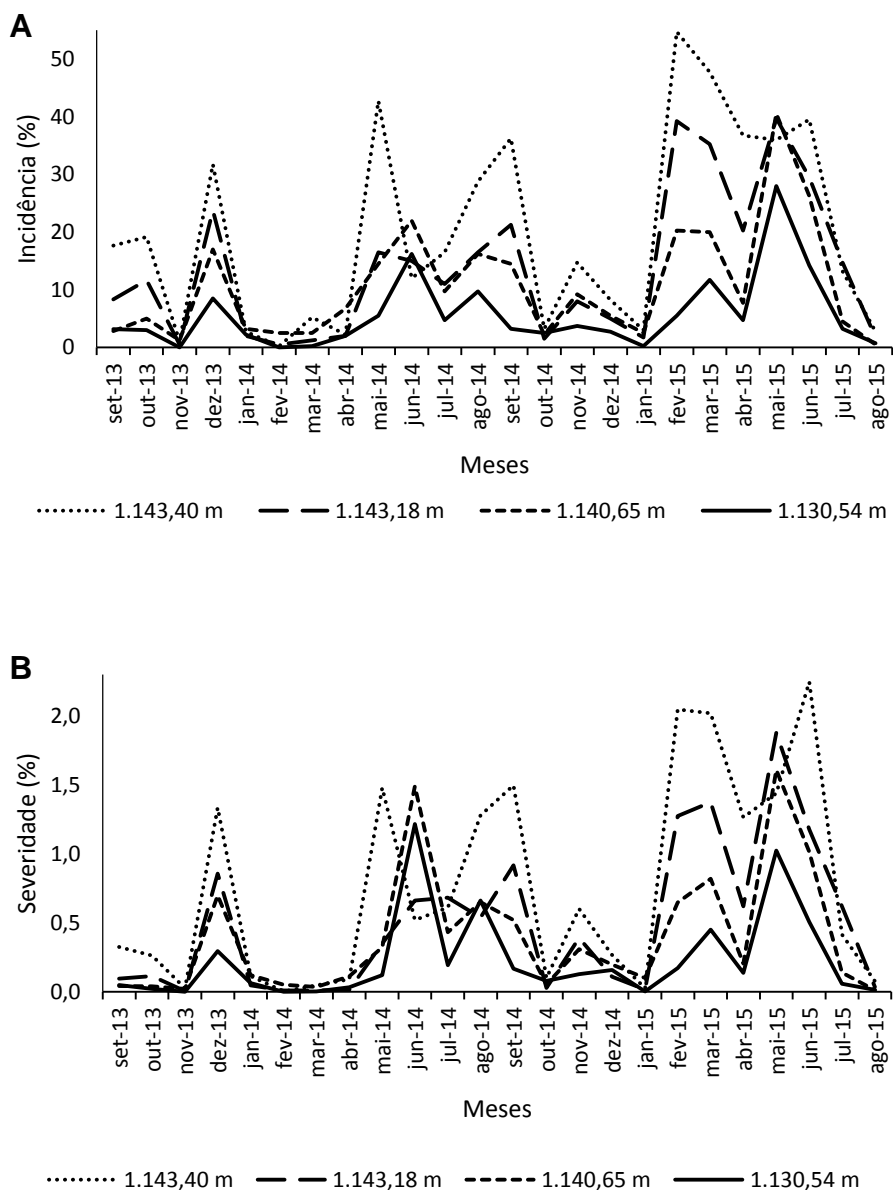 A
Incidência (%)
50
40
30
20
10
0
set-13
out-13
nov-13
dez-13
jan-14
fev-14
mar-14
abr-14
mai-14
jun-14
jul-14
ago-14
set-14
out-14
nov-14
dez-14
jan-15
fev-15
mar-15
abr-15
mai-15
jun-15
jul-15
ago-15
Meses
1.143,40 m 1.143,18 m 1.140,65 m 1.130,54 m
B
Severidade (%)
2,0
1,5
1,0
0,5
0,0
set-13
out-13
nov-13
dez-13
jan-14
fev-14
mar-14
abr-14
mai-14
jun-14
jul-14
ago-14
set-14
out-14
nov-14
dez-14
jan-15
fev-15
mar-15
abr-15
mai-15
jun-15
jul-15
ago-15
Meses
1.143,40 m 1.143,18 m 1.140,65 m 1.130,54 m